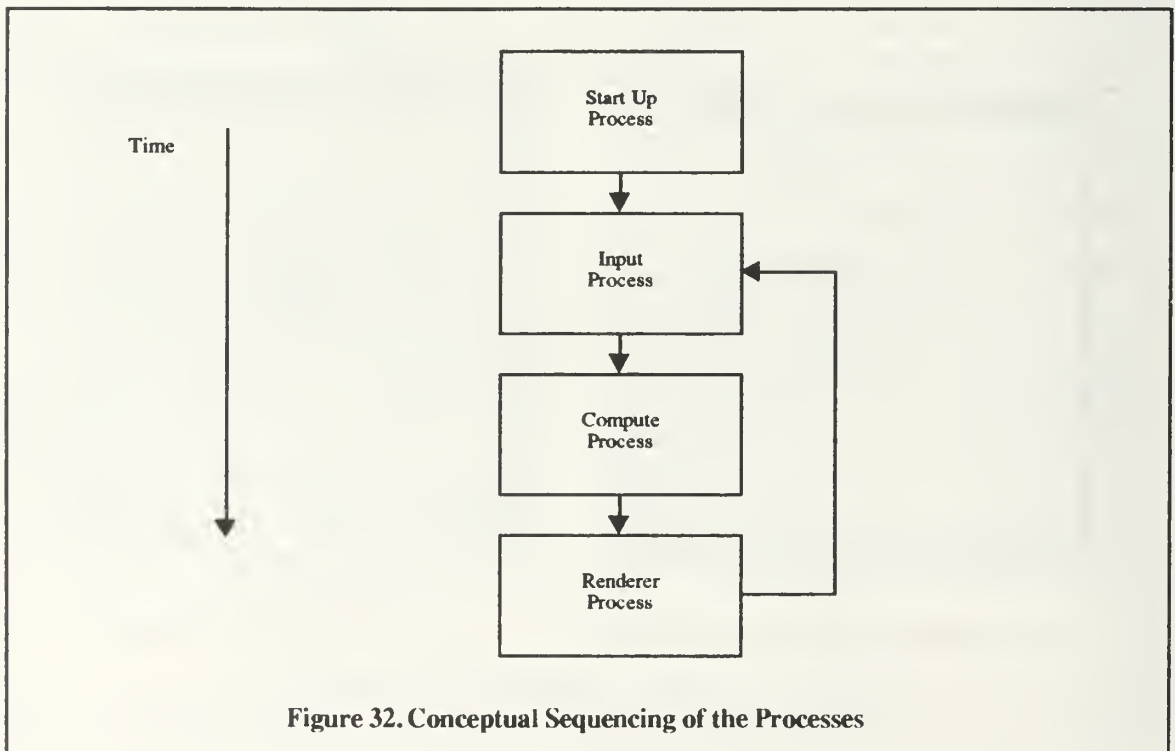 Start Up
Process
Time
Input
Process
Compute
Process
Renderer
Process
Figure 32. Conceptual Sequencing of the Processes